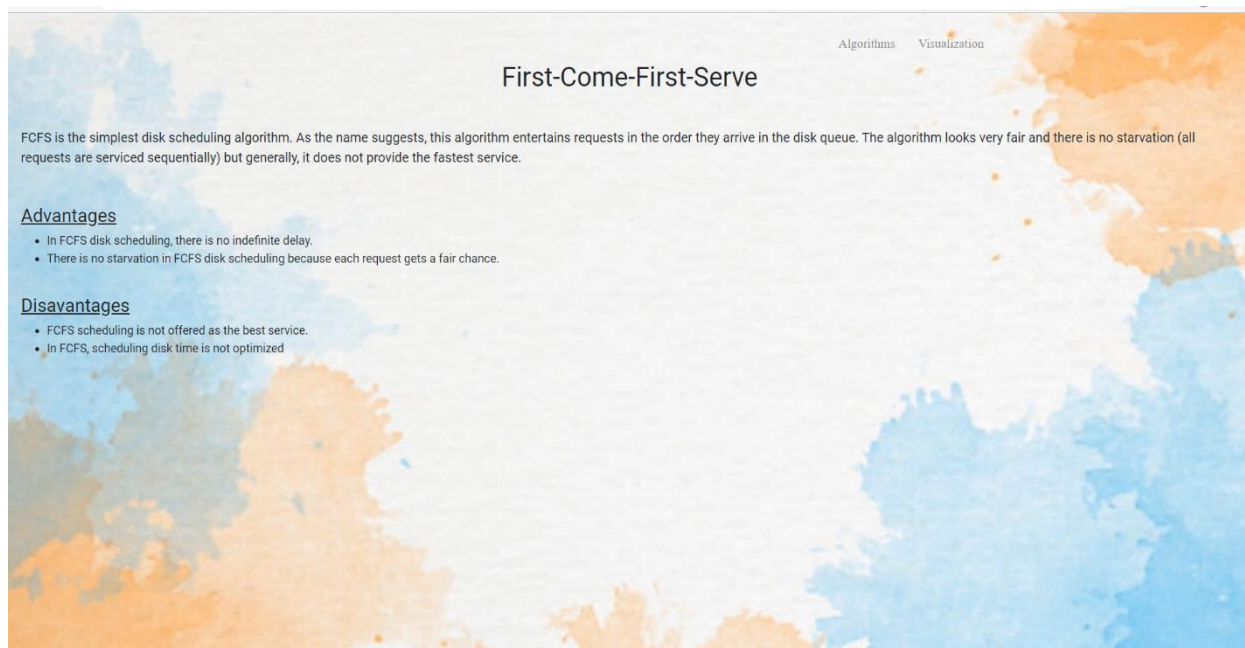 Algorithms Visualization
First-Come-First-Serve
FCFS is the simplest disk scheduling algorithm. As the name suggests, this algorithm entertains requests in the order they arrive in the disk queue. The algorithm looks very fair and there is no starvation (all
requests are serviced sequentially) but generally, it does not provide the fastest service.
Advantages
• In FCFS disk scheduling, there is no indefinite delay.
• There is no starvation in FCFS disk scheduling because each request gets a fair chance.
Disavantages
• FCFS scheduling is not offered as the best service.
• In FCFS, scheduling disk time is not optimized